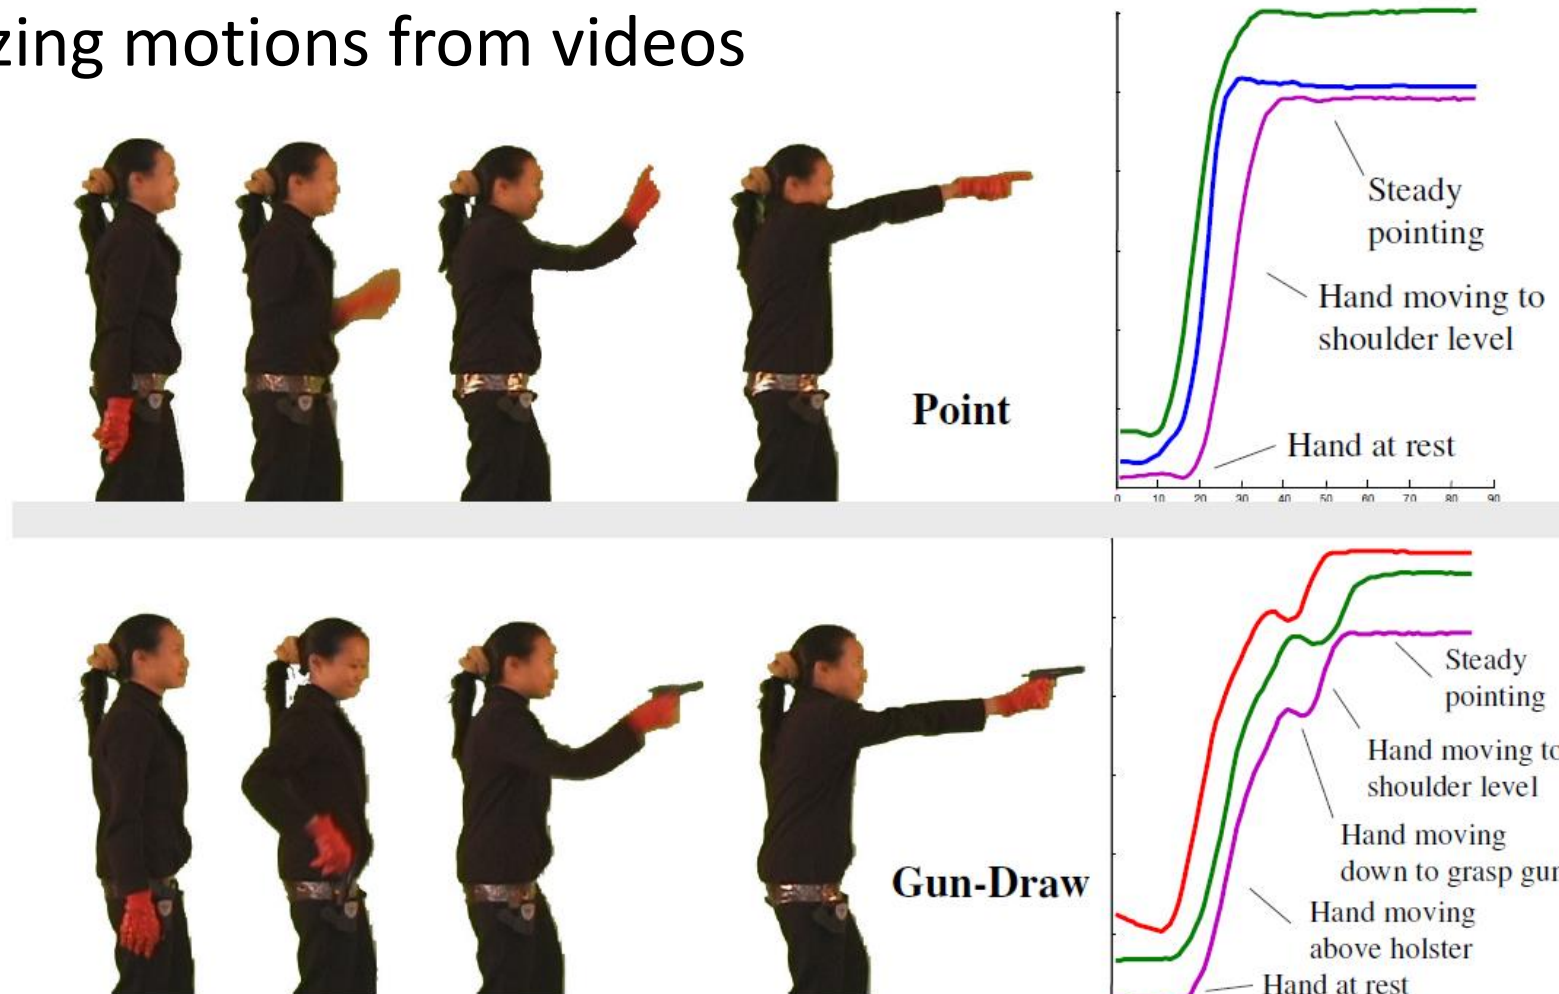 zing motions from videos
Steady
pointing
Hand moving to
shoulder level
Point
Hand at rest
0 10 20 30 40 50 60 70 80 90
Steady
pointing
Hand moving to
shoulder level
Hand moving
down to grasp gun
Gun-Draw
Hand moving
above holster
Hand at rest